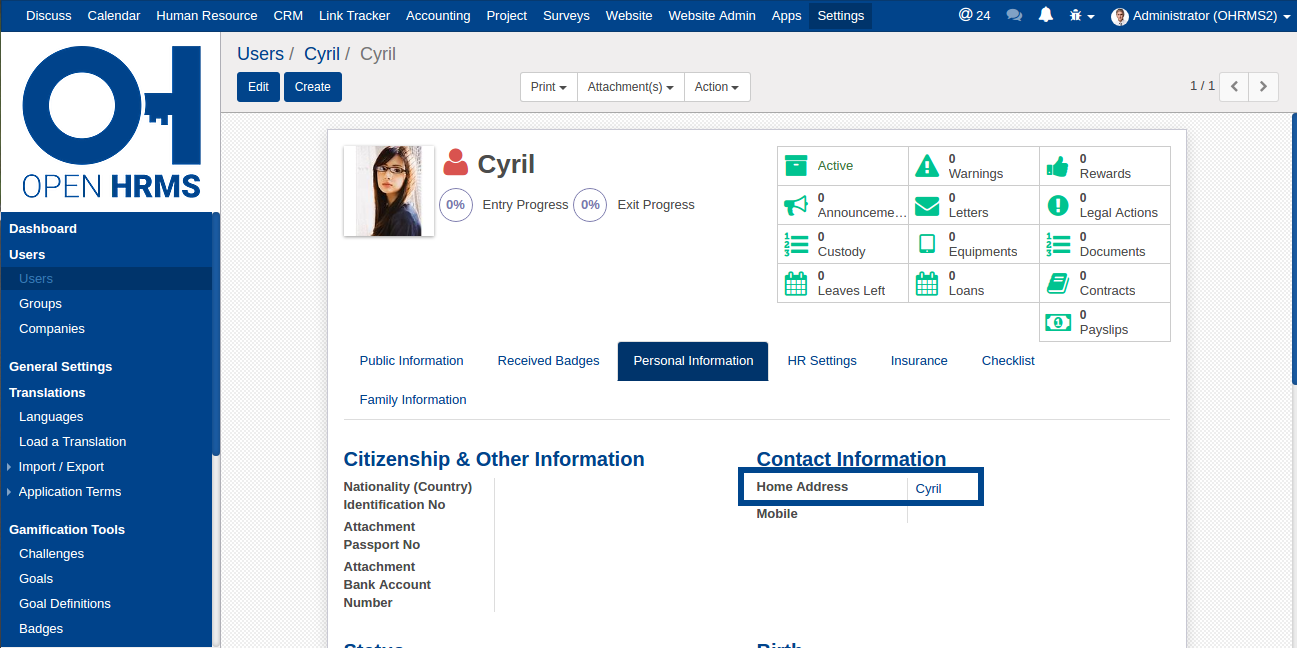 Discuss Calendar Human Resource CRM Link Tracker Accounting Project Surveys Website Website Admin Apps Settings @ 24 Administrator (OHRMS2)
OPEN HRMS
Dashboard
Users
Users
Groups
Companies
General Settings
Translations
Languages
Load a Translation
Import / Export
Application Terms
Gamification Tools
Challenges
Goals
Goal Definitions
Badges
Users / Cyril / Cyril
Edit Create Print Attachment(s) Action 1 / 1
Cyril
0% Entry Progress 0% Exit Progress
Active
0
Warnings
0
Rewards
0
Announceme...
0
Letters
0
Legal Actions
0
Custody
0
Equipments
0
Documents
0
Leaves Left
0
Loans
0
Contracts
0
Payslips
Public Information Received Badges Personal Information HR Settings Insurance Checklist
Family Information
Citizenship & Other Information
Nationality (Country)
Identification No
Attachment
Passport No
Attachment
Bank Account
Number
Contact Information
Home Address Cyril
Mobile
Status
Birth